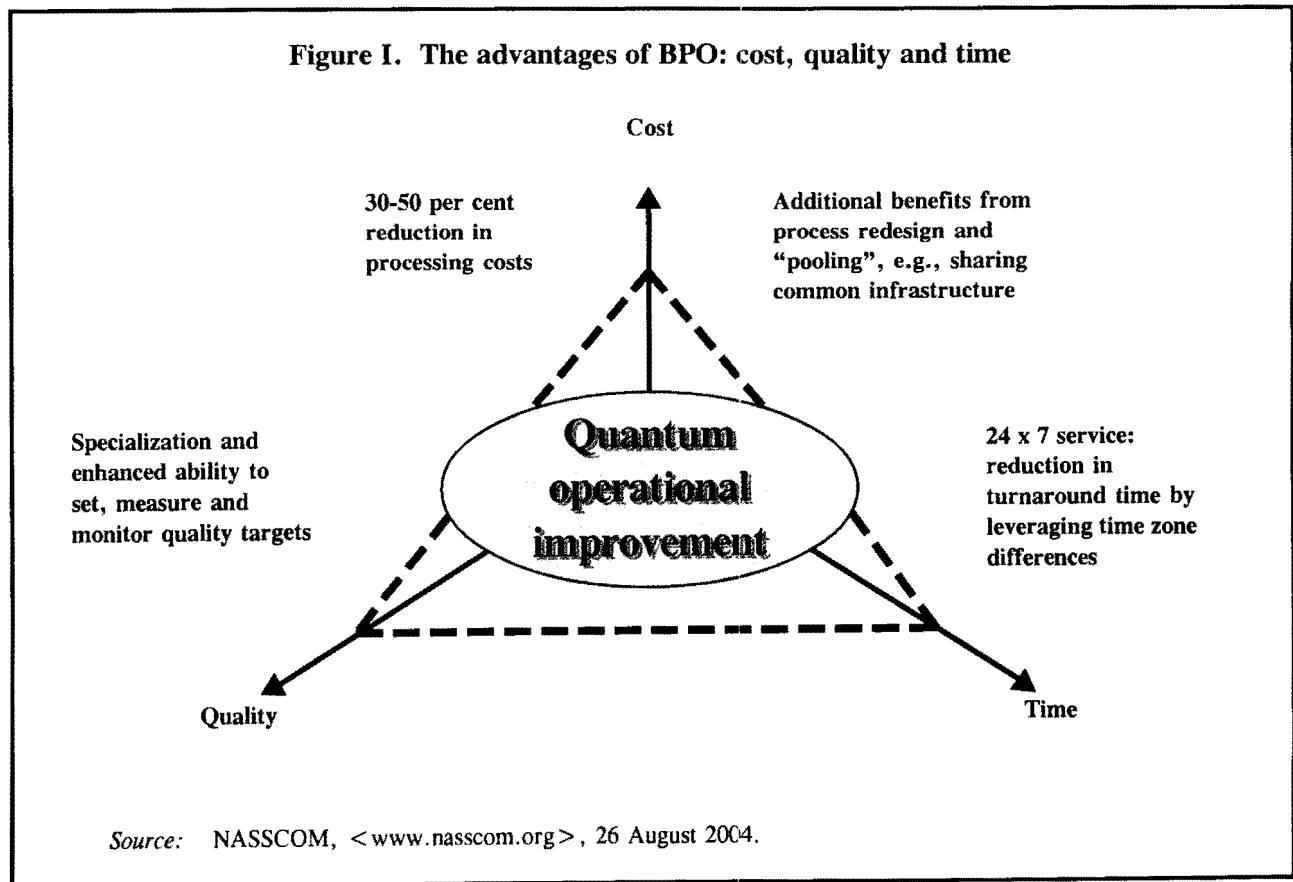 Figure I. The advantages of BPO: cost, quality and time
Cost
30-50 per cent
reduction in
processing costs
Additional benefits from
process redesign and
“pooling”, e.g., sharing
common infrastructure
Specialization and
enhanced ability to
set, measure and
monitor quality targets
Quantum
operational
improvement
24 x 7 service:
reduction in
turnaround time by
leveraging time zone
differences
Quality
Time
Source: NASSCOM, <www.nasscom.org>, 26 August 2004.